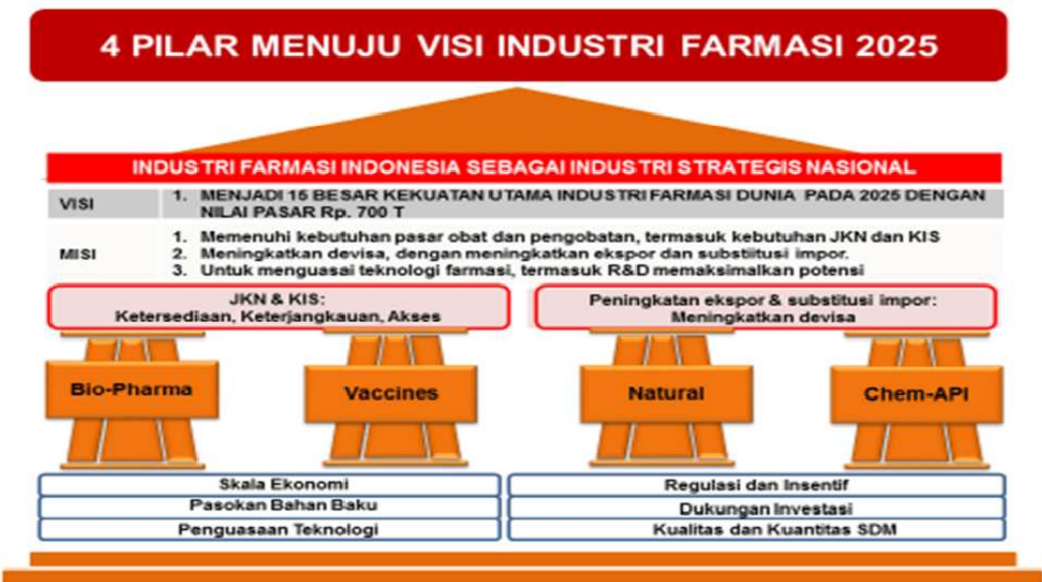 4 PILAR MENUJU VISI INDUSTRI FARMASI 2025
INDUSTRI FARMASI INDONESIA SEBAGAI INDUSTRI STRATEGIS NASIONAL
VISI
1. MENJADI 15 BESAR KEKUATAN UTAMA INDUSTRI FARMASI DUNIA PADA 2025 DENGAN
NILAI PASAR Rp. 700 T
MISI
1. Memenuhi kebutuhan pasar obat dan pengobatan, termasuk kebutuhan JKN dan KIS
2. Meningkatkan devisa, dengan meningkatkan ekspor dan substiitusi impor.
3. Untuk menguasai teknologi farmasi, termasuk R&D memaksimalkan potensi
JKN & KIS:
Ketersediaan, Keterjangkauan, Akses
Peningkatan ekspor & substitusi impor:
Meningkatkan devisa
Bio-Pharma
Vaccines
Natural
Chem-API
Skala Ekonomi
Pasokan Bahan Baku
Penguasaan Teknologi
Regulasi dan Insentif
Dukungan Investasi
Kualitas dan Kuantitas SDM